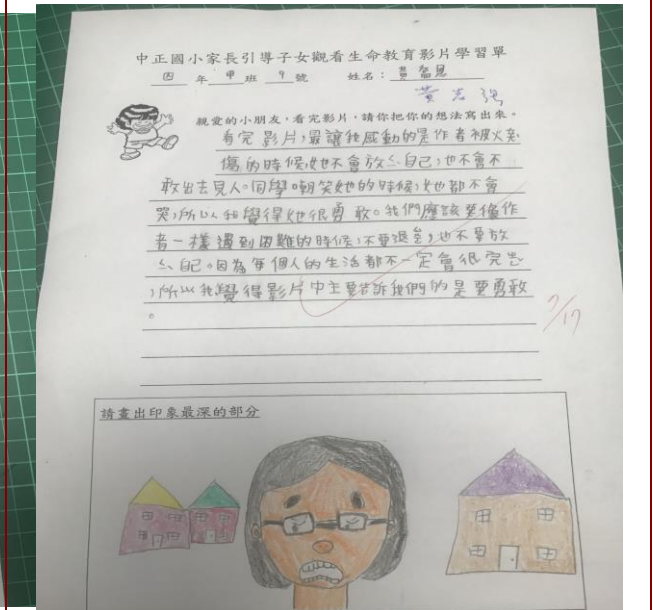 中正國小家長引導子女觀看生命教育影片學習單
四 年 甲 班 9 號 姓名:黃
黃志強
親愛的小朋友,看完影片,請你把你的想法寫出來。
看完影片,最讓我感動的是作者被火燙
傷的時候,她不會放厶自己,也不會不
敢出去見人。同學嘲笑她的時候,她都不會
哭,所以我覺得她很勇敢。我們應該要像作
者一樣遇到困難的時候,不要退,也不要放
厶自己。因為每個人的生活都不一定會很完
,所以我覺得影片中主要告訴我們的是要勇敢
。
7/17
請畫出印象最深的部分